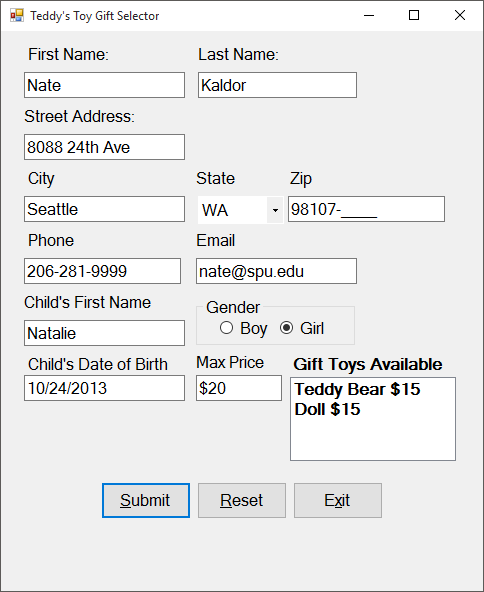 Teddy's Toy Gift Selector
First Name: Last Name:
Nate Kaldor
Street Address:
8088 24th Ave
City State Zip
Seattle WA 98107-____
Phone Email
206-281-9999 nate@spu.edu
Child's First Name Gender
Natalie Boy Girl
Child's Date of Birth Max Price Gift Toys Available
10/24/2013 $20 Teddy Bear $15
Doll $15
Submit Reset Exit